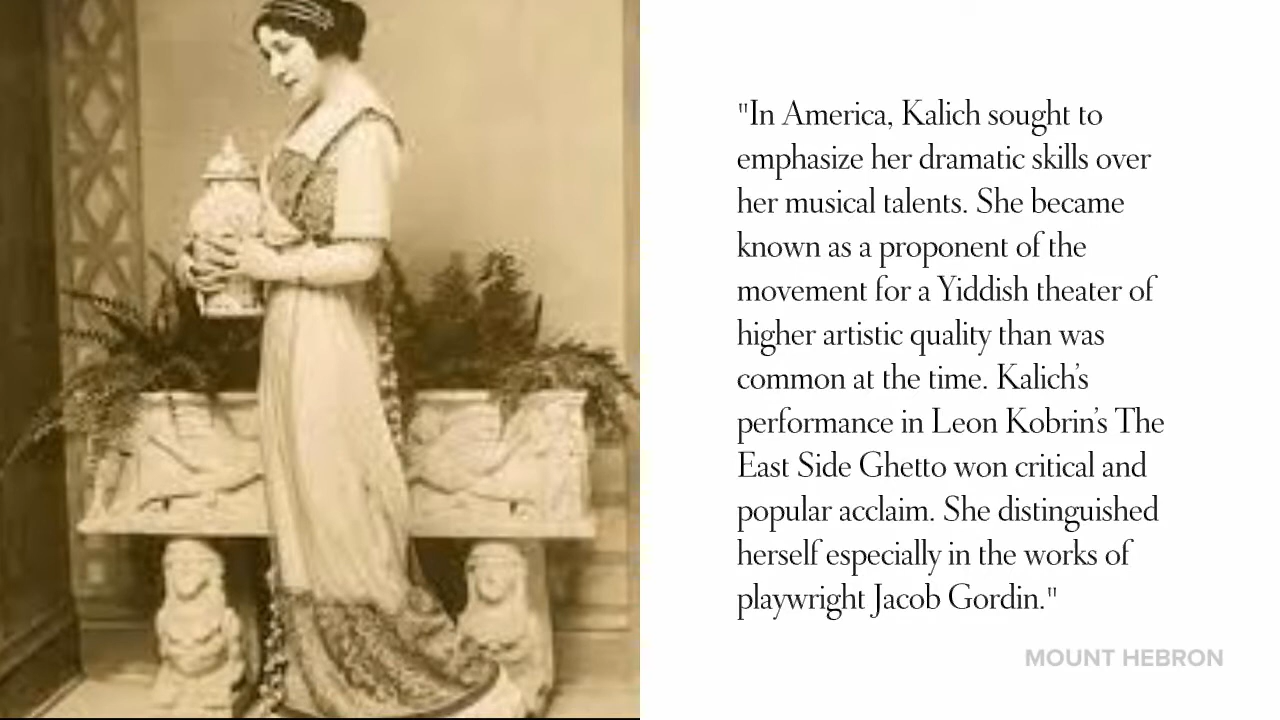 "In America, Kalich sought to
emphasize her dramatic skills over
her musical talents. She became
known as a proponent of the
movement for a Yiddish theater of
higher artistic quality than was
common at the time. Kalich's
performance in Leon Kobrin's The
East Side Ghetto won critical and
popular acclaim. She distinguished
herself especially in the works of
playwright Jacob Gordin."
MOUNT HEBRON